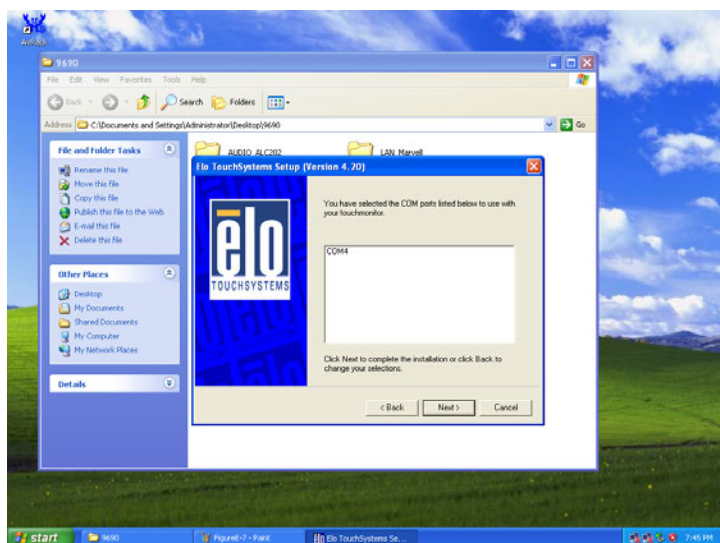 9690
File Edit View Favorites Tools Help
Back Search Folders
Address C:\Documents and Settings\Administrator\Desktop\9690 Go
File and Folder Tasks
Rename this file
Move this file
Copy this file
Publish this file to the Web
E-mail this file
Delete this file
Other Places
Desktop
My Documents
Shared Documents
My Computer
My Network Places
Details
AUDIO_ALC202 LAN_Marvell
Elo TouchSystems Setup (Version 4.20)
elo
TOUCHSYSTEMS
You have selected the COM ports listed below to use with
your touchmonitor.
COM4
Click Next to complete the installation or click Back to
change your selections.
< Back Next > Cancel
start 9690 FigureE-7 - Paint Elo TouchSystems Se... 7:45 PM